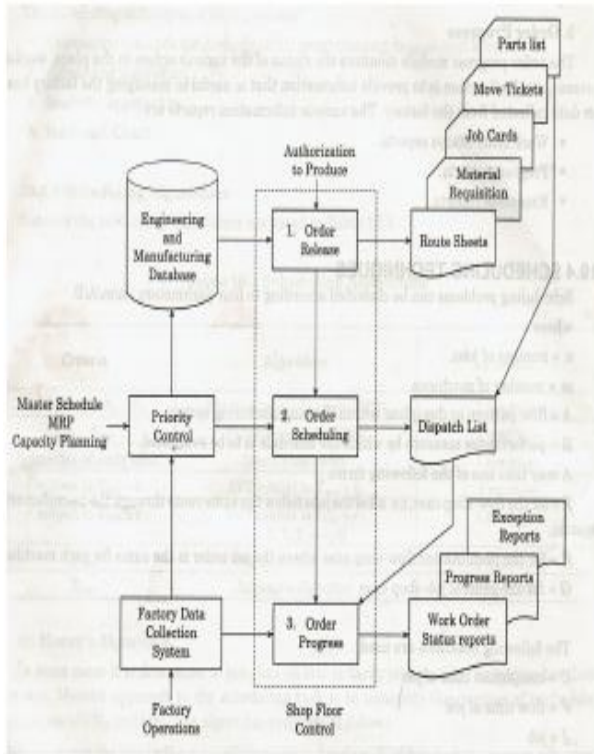 Parts list
Move Tickets
Job Cards
Material
Requisition
Route Sheets
Authorization
to Produce
Engineering
and
Manufacturing
Database
1. Order
Release
Master Schedule
MRP
Capacity Planning
Priority
Control
2. Order
Scheduling
Dispatch List
Exception
Reports
Progress Reports
Work Order
Status reports
Factory Data
Collection
System
3. Order
Progress
Factory
Operations
Shop Floor
Control